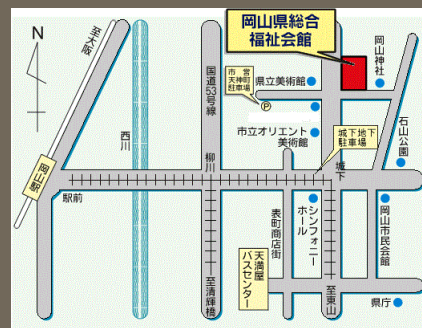 岡山県総合
福祉会館
N
至大阪
国道53号線
市営
天神町
駐車場
P
県立美術館
岡山神社
西川
市立オリエント
美術館
城下地下
駐車場
石山公園
岡山駅
柳川
城下
駅前
表町商店街
シンフォニー
ホール
岡山市民会館
天満屋
バスセンター
至清輝橋
至東山
県庁